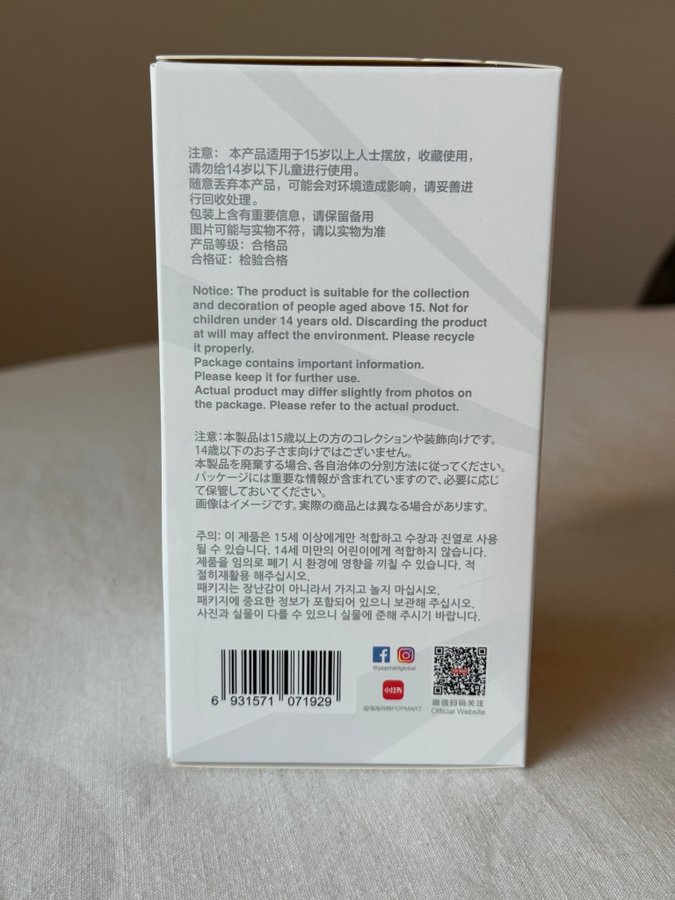 注意： 本产品适用于15岁以上人士摆放，收藏使用，
请勿给14岁以下儿童进行使用。
随意丢弃本产品，可能会对环境造成影响，请妥善进
行回收处理。
包装上含有重要信息，请保留备用
图片可能与实物不符，请以实物为准
产品等级：合格品
合格证：检验合格
Notice: The product is suitable for the collection
and decoration of people aged above 15. Not for
children under 14 years old. Discarding the product
at will may affect the environment. Please recycle
it properly.
Package contains important information.
Please keep it for further use.
Actual product may differ slightly from photos on
the package. Please refer to the actual product.
注意：本製品は15歳以上の方のコレクションや装飾向けです。
14歳以下のお子さま向けではございません。
本製品を廃棄する場合、各自治体の分別方法に従ってください。
パッケージには重要な情報が含まれていますので、必要に応じ
て保管しておいてください。
画像はイメージです。実際の商品とは異なる場合があります。
주의: 이 제품은 15세 이상에게만 적합하고 수장과 진열로 사용
될 수 있습니다. 14세 미만의 어린이에게 적합하지 않습니다.
제품을 임의로 폐기 시 환경에 영향을 끼칠 수 있습니다. 적
절히재활용 해주십시오.
패키지는 장난감이 아니라서 가지고 놀지 마십시오.
패키지에 중요한 정보가 포함되어 있으니 보관해 주십시오.
사진과 실물이 다를 수 있으니 실물에 준해 주시기 바랍니다.
@popmartglobal
小红书
@泡泡玛特POPMART
微信扫码关注
Official Website
6 931571 071929